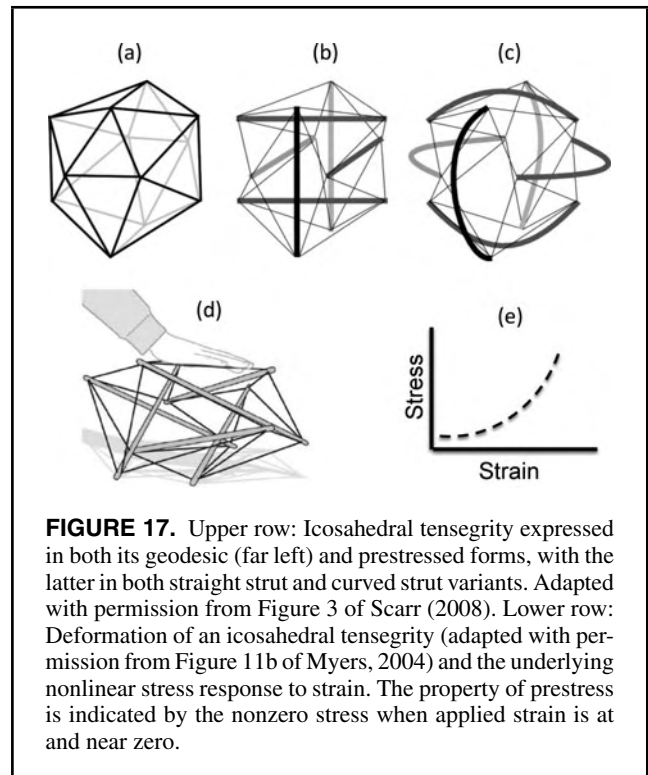 (a)
(b)
(c)
(d)
(e)
Stress
Strain
FIGURE 17. Upper row: Icosahedral tensegrity expressed
in both its geodesic (far left) and prestressed forms, with the
latter in both straight strut and curved strut variants. Adapted
with permission from Figure 3 of Scarr (2008). Lower row:
Deformation of an icosahedral tensegrity (adapted with per-
mission from Figure 11b of Myers, 2004) and the underlying
nonlinear stress response to strain. The property of prestress
is indicated by the nonzero stress when applied strain is at
and near zero.